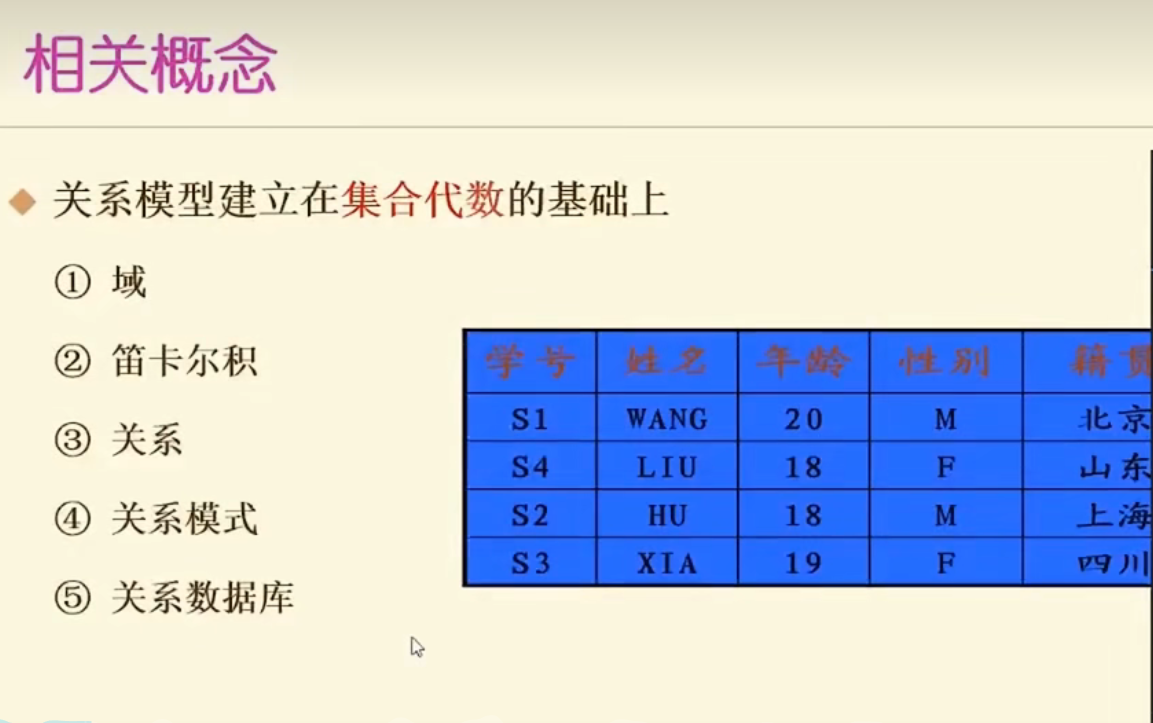 相关概念
关系模型建立在集合代数的基础上
① 域
② 笛卡尔积
③ 关系
④ 关系模式
⑤ 关系数据库
学号 姓名 年龄 性别 籍贯
S1 WANG 20 M 北京
S4 LIU 18 F 山东
S2 HU 18 M 上海
S3 XIA 19 F 四川